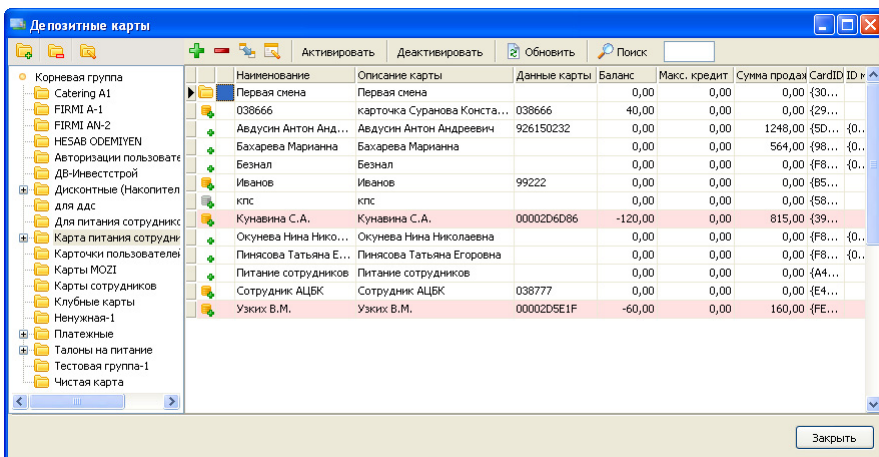 Депозитные карты
Активировать Деактивировать Обновить Поиск
Наименование Описание карты Данные карты Баланс Макс. кредит Сумма продаж CardID ID к
Первая смена Первая смена 0,00 0,00 0,00 {30...
038666 карточка Суранова Конста... 038666 40,00 0,00 0,00 {29...
Авдусин Антон Анд... Авдусин Антон Андреевич 926150232 0,00 0,00 1248,00 {5D... {0...
Бахарева Марианна Бахарева Марианна 0,00 0,00 564,00 {98... {0...
Безнал Безнал 0,00 0,00 0,00 {F8... {0...
Иванов Иванов 99222 0,00 0,00 0,00 {B5...
кпс кпс 0,00 0,00 0,00 {58...
Кунавина С.А. Кунавина С.А. 00002D6D86 -120,00 0,00 815,00 {39...
Окунева Нина Нико... Окунева Нина Николаевна 0,00 0,00 0,00 {F8... {0...
Пинясова Татьяна Е... Пинясова Татьяна Егоровна 0,00 0,00 0,00 {F8... {0...
Питание сотрудников Питание сотрудников 0,00 0,00 0,00 {A4...
Сотрудник АЦБК Сотрудник АЦБК 038777 0,00 0,00 0,00 {E4...
Узких В.М. Узких В.М. 00002D5E1F -60,00 0,00 160,00 {FE...
Корневая группа
Catering A1
FIRMI A-1
FIRMI AN-2
HESAB ODEMIYEN
Авторизации пользовате
ДВ-Инвестстрой
Дисконтные (Накопител
для ддс
Для питания сотруднико
Карта питания сотрудни
Карточки пользователей
Карты MOZI
Карты сотрудников
Клубные карты
Ненужная-1
Платежные
Талоны на питание
Тестовая группа-1
Чистая карта
Закрыть